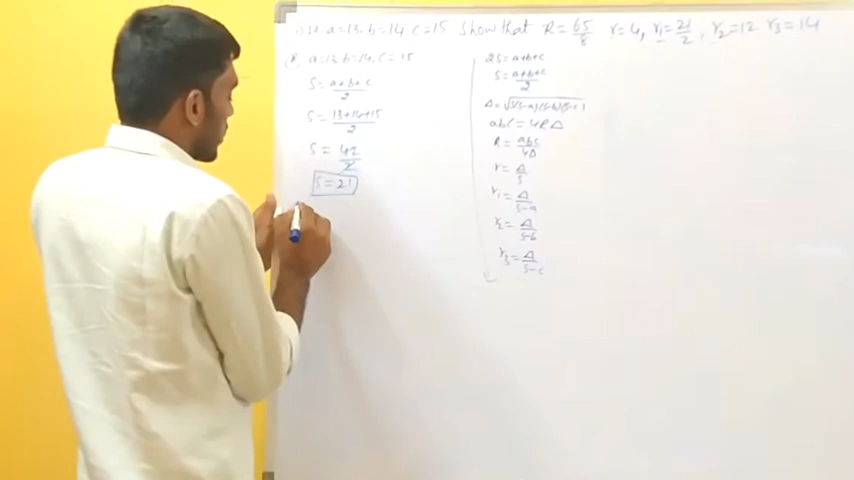 1) If a=13, b=14 c=15 Show that R=65/8 r=4, r₁=21/2, r₂=12 r₃=14
a=13 b=14, c=15
S=a+b+c/2
S=13+14+15/2
S=42/2
S=21
2S=a+b+c
S=a+b+c/2
Δ=√S(S-a)(S-b)(S-c)
abc=4RΔ
R=abc/4Δ
r=Δ/S
r₁=Δ/S-a
r₂=Δ/S-b
r₃=Δ/S-c